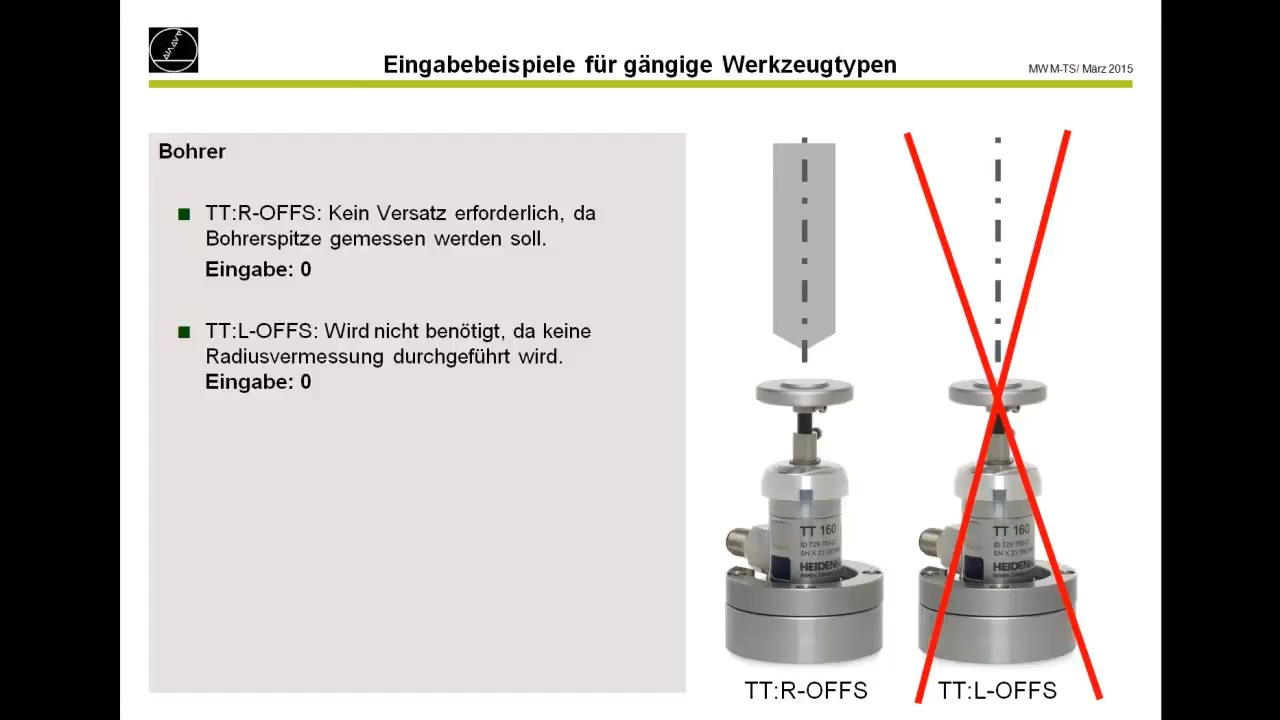 Eingabebeispiele für gängige Werkzeugtypen
MWM-TS/ März 2015
Bohrer
TT:R-OFFS: Kein Versatz erforderlich, da
Bohrerspitze gemessen werden soll.
Eingabe: 0
TT:L-OFFS: Wird nicht benötigt, da keine
Radiusvermessung durchgeführt wird.
Eingabe: 0
TT 160
HEIDENH
TT 160
HEIDENH
TT:R-OFFS
TT:L-OFFS